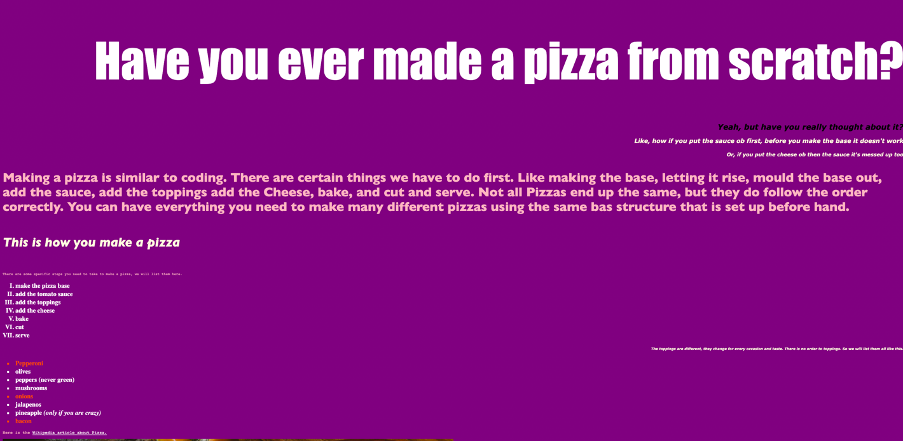 Have you ever made a pizza from scratch?
Yeah, but have you really thought about it?
Like, how if you put the sauce ob first, before you make the base it doesn't work
Or, if you put the cheese ob then the sauce it's messed up too
Making a pizza is similar to coding. There are certain things we have to do first. Like making the base, letting it rise, mould the base out,
add the sauce, add the toppings add the Cheese, bake, and cut and serve. Not all Pizzas end up the same, but they do follow the order
correctly. You can have everything you need to make many different pizzas using the same bas structure that is set up before hand.
This is how you make a pizza
There are some specific steps you need to take to make a pizza, we will list them here.
I. make the pizza base
II. add the tomato sauce
III. add the toppings
IV. add the cheese
V. bake
VI. cut
VII. serve
The toppings are different, they change for every occasion and taste. There is no order to toppings. So we will list them all like this.
Pepperoni
olives
peppers (never green)
mushrooms
onions
jalapenos
pineapple (only if you are crazy)
bacon
Here is the Wikipedia article about Pizza.